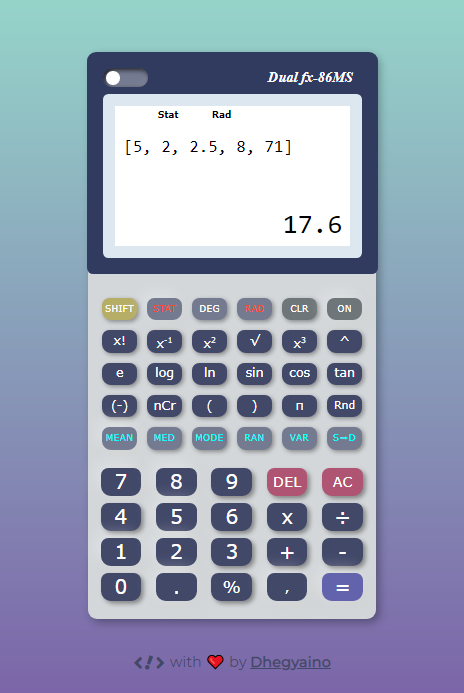 Dual fx-86MS
Stat Rad
[5, 2, 2.5, 8, 71]
17.6
SHIFT STAT DEG RAD CLR ON
x! x⁻¹ x² √ x³ ^
e log ln sin cos tan
(-) nCr ( ) π Rnd
MEAN MED MODE RAN VAR S⇔D
7 8 9 DEL AC
4 5 6 x ÷
1 2 3 + -
0 . % , =
</> with ❤️ by Dhegyaino